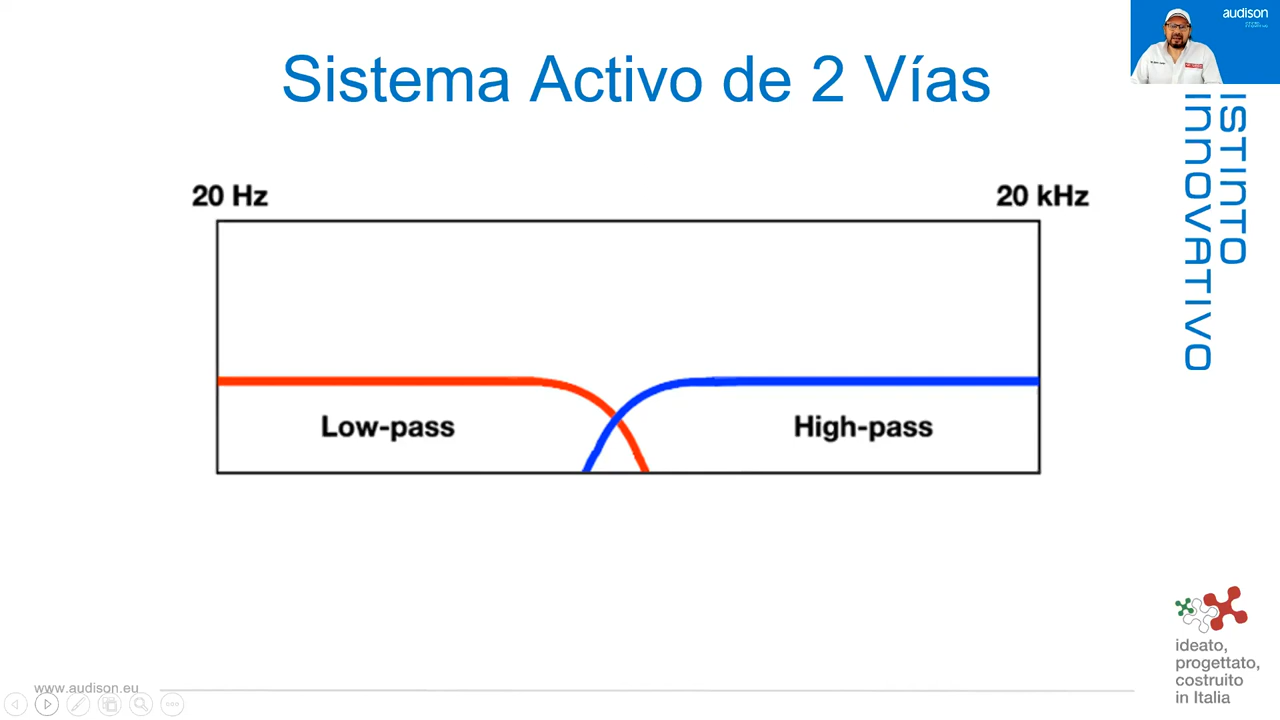 audison
Sistema Activo de 2 Vías
ISTINTO
INNOVATIVO
20 Hz
20 kHz
Low-pass
High-pass
ideato,
progettato,
costruito
in Italia
www.audison.eu